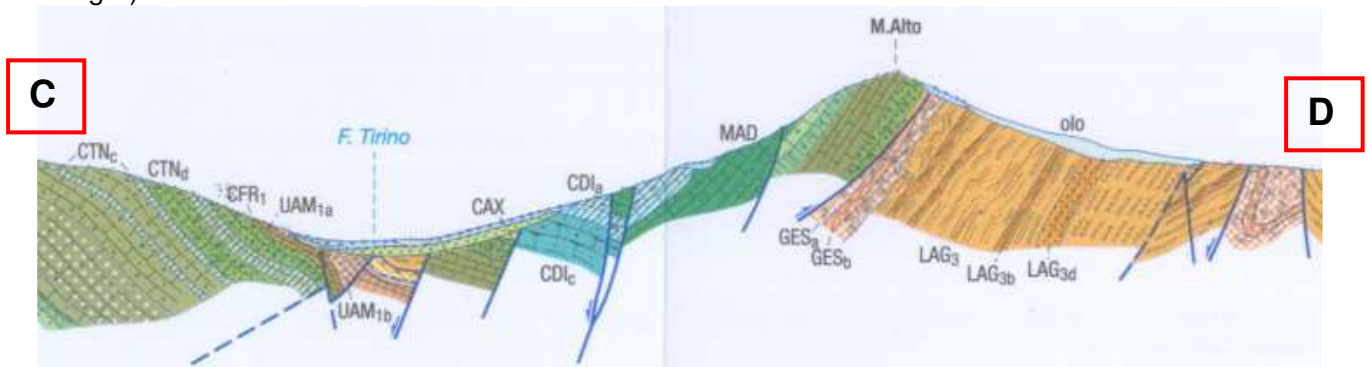 C
D
M.Alto
F. Tirino
CTNc
CTNd
CFR1
UAM1a
UAM1b
CAX
CDIa
CDIc
MAD
olo
GESa
GESb
LAG3
LAG3b
LAG3d